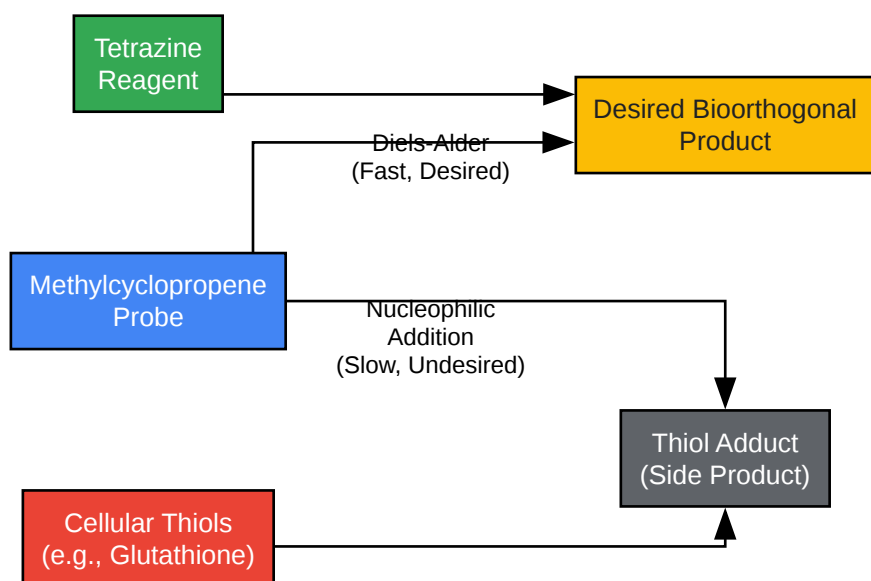 Tetrazine
Reagent
Desired Bioorthogonal
Product
Diels-Alder
(Fast, Desired)
Methylcyclopropene
Probe
Nucleophilic
Addition
(Slow, Undesired)
Thiol Adduct
(Side Product)
Cellular Thiols
(e.g., Glutathione)